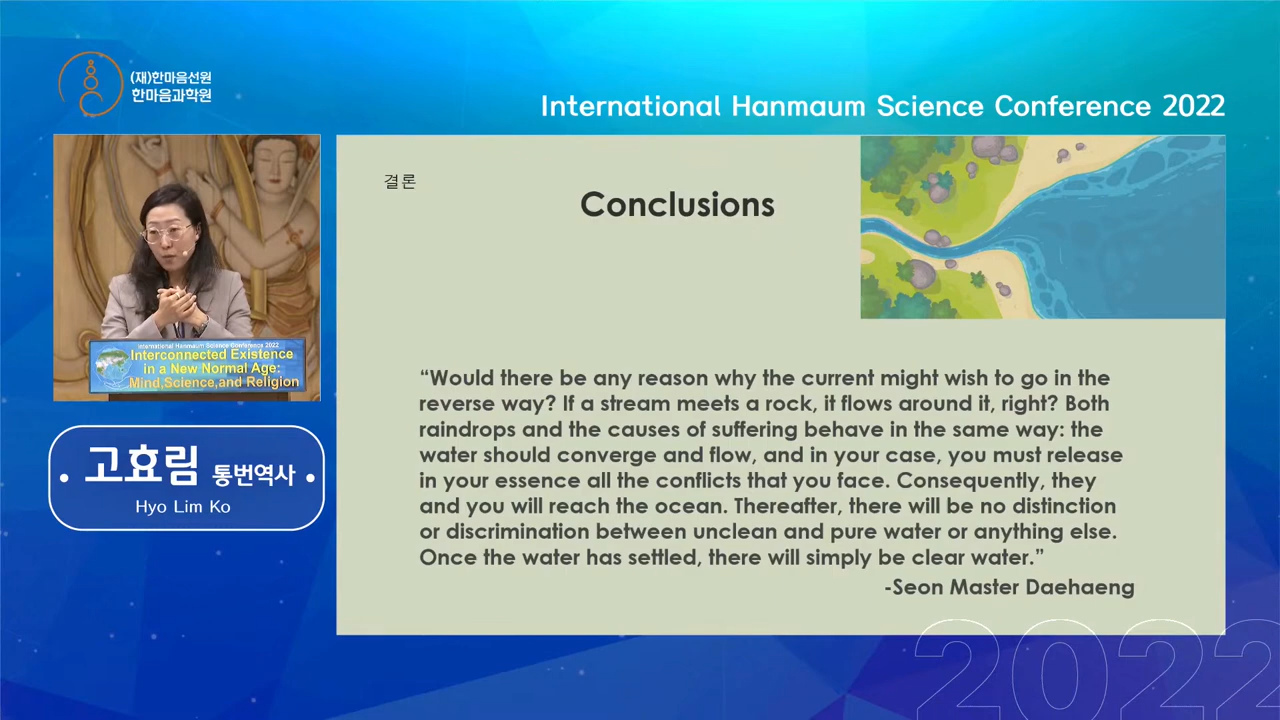 (재)한마음선원
한마음과학원
International Hanmaum Science Conference 2022
결론
Conclusions
“Would there be any reason why the current might wish to go in the
reverse way? If a stream meets a rock, it flows around it, right? Both
raindrops and the causes of suffering behave in the same way: the
water should converge and flow, and in your case, you must release
in your essence all the conflicts that you face. Consequently, they
and you will reach the ocean. Thereafter, there will be no distinction
or discrimination between unclean and pure water or anything else.
Once the water has settled, there will simply be clear water.”
-Seon Master Daehaeng
International Hanmaum Science Conference 2022
Interconnected Existence
in a New Normal Age:
Mind,Science,and Religion
고효림 통번역사
Hyo Lim Ko
2022